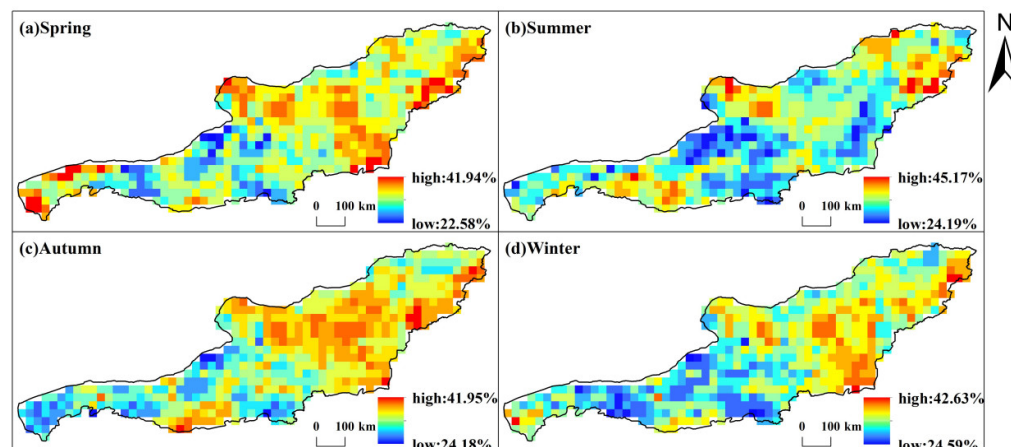 (a)Spring
high:41.94%
0 100 km
low:22.58%
(b)Summer
high:45.17%
0 100 km
low:24.19%
N
(c)Autumn
high:41.95%
0 100 km
low:24.18%
(d)Winter
high:42.63%
0 100 km
low:24.59%